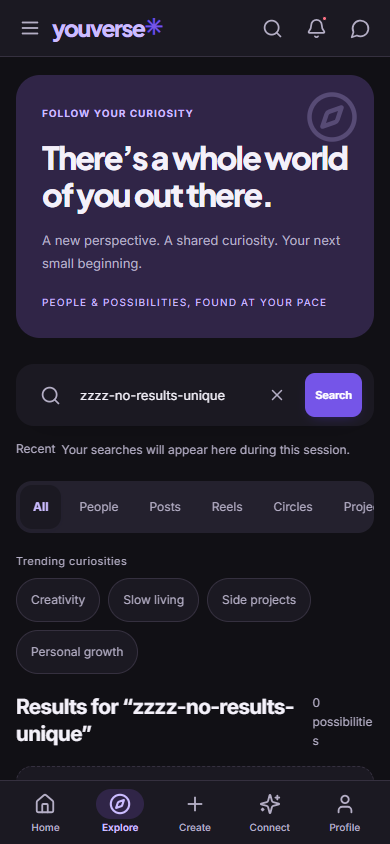 youverse
FOLLOW YOUR CURIOSITY
There’s a whole world
of you out there.
A new perspective. A shared curiosity. Your next
small beginning.
PEOPLE & POSSIBILITIES, FOUND AT YOUR PACE
zzzz-no-results-unique
Search
Recent Your searches will appear here during this session.
All People Posts Reels Circles Projec
Trending curiosities
Creativity Slow living Side projects
Personal growth
Results for “zzzz-no-results-
unique”
0
possibilitie
s
Home Explore Create Connect Profile